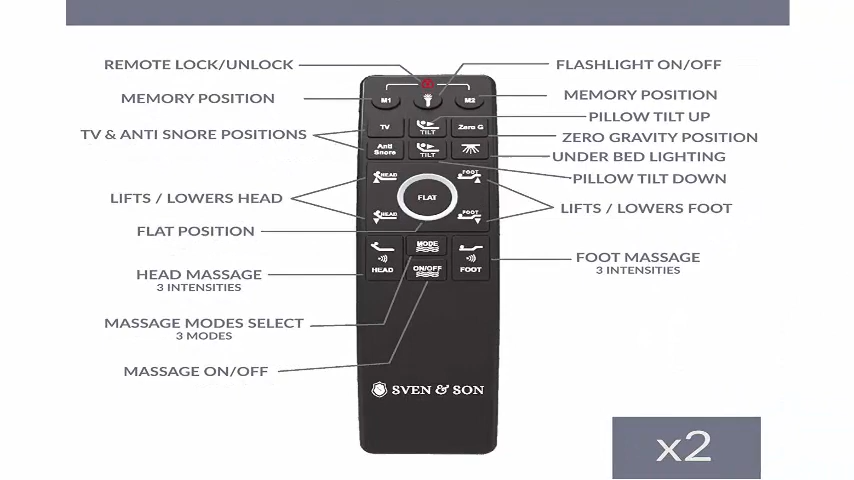 REMOTE LOCK/UNLOCK
FLASHLIGHT ON/OFF
MEMORY POSITION
M1
M2
MEMORY POSITION
PILLOW TILT UP
TV & ANTI SNORE POSITIONS
TV
TILT
Zero G
ZERO GRAVITY POSITION
Anti
Snore
TILT
UNDER BED LIGHTING
PILLOW TILT DOWN
HEAD
FOOT
LIFTS / LOWERS HEAD
FLAT
LIFTS / LOWERS FOOT
HEAD
FOOT
FLAT POSITION
MODE
HEAD MASSAGE
3 INTENSITIES
HEAD
ON/OFF
FOOT
FOOT MASSAGE
3 INTENSITIES
MASSAGE MODES SELECT
3 MODES
MASSAGE ON/OFF
SVEN & SON
x2